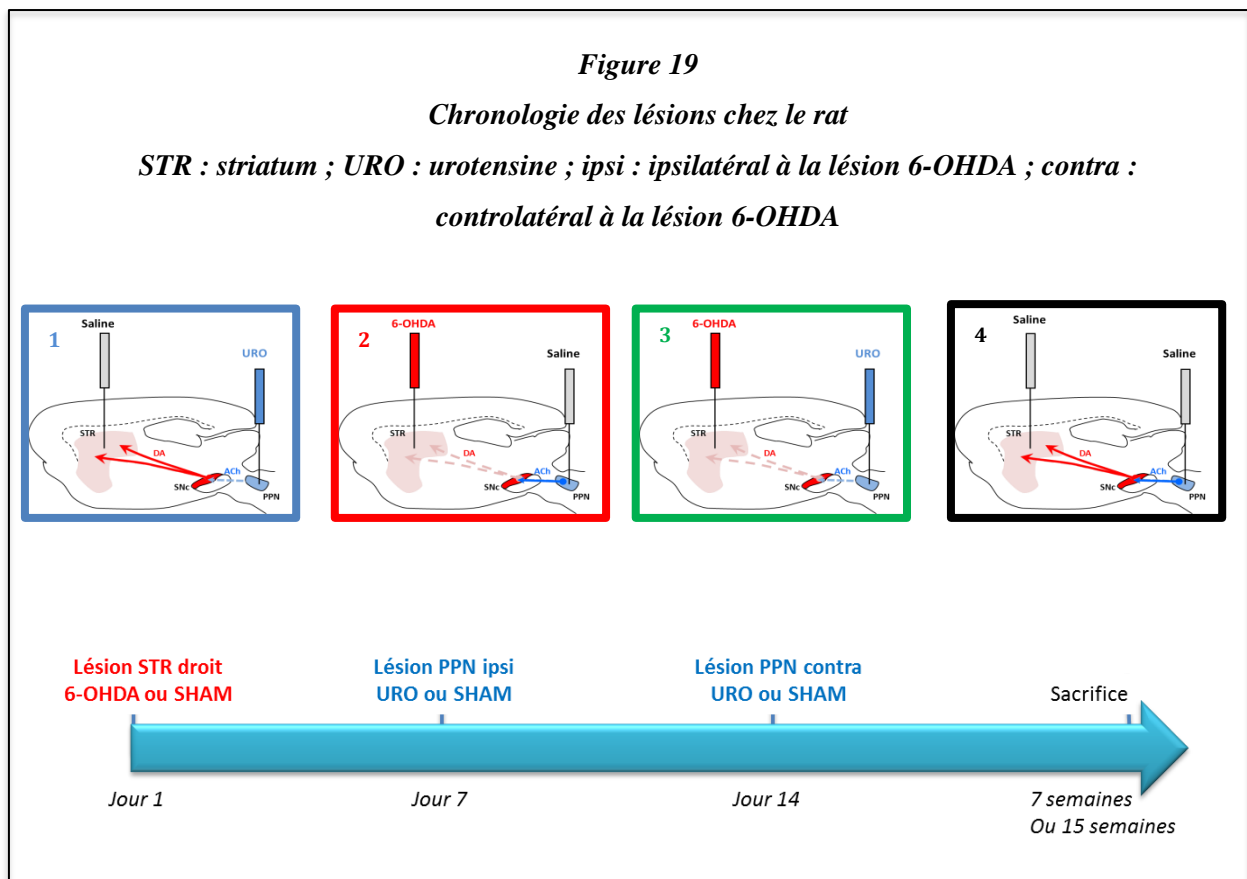 Figure 19
Chronologie des lésions chez le rat
STR : striatum ; URO : urotensine ; ipsi : ipsilatéral à la lésion 6-OHDA ; contra :
controlatéral à la lésion 6-OHDA
1
Saline
URO
STR
DA
ACh
SNc
PPN
2
6-OHDA
Saline
STR
DA
ACh
SNc
PPN
3
6-OHDA
URO
STR
DA
ACh
SNc
PPN
4
Saline
Saline
STR
DA
ACh
SNc
PPN
Lésion STR droit
6-OHDA ou SHAM
Lésion PPN ipsi
URO ou SHAM
Lésion PPN contra
URO ou SHAM
Sacrifice
Jour 1
Jour 7
Jour 14
7 semaines
Ou 15 semaines